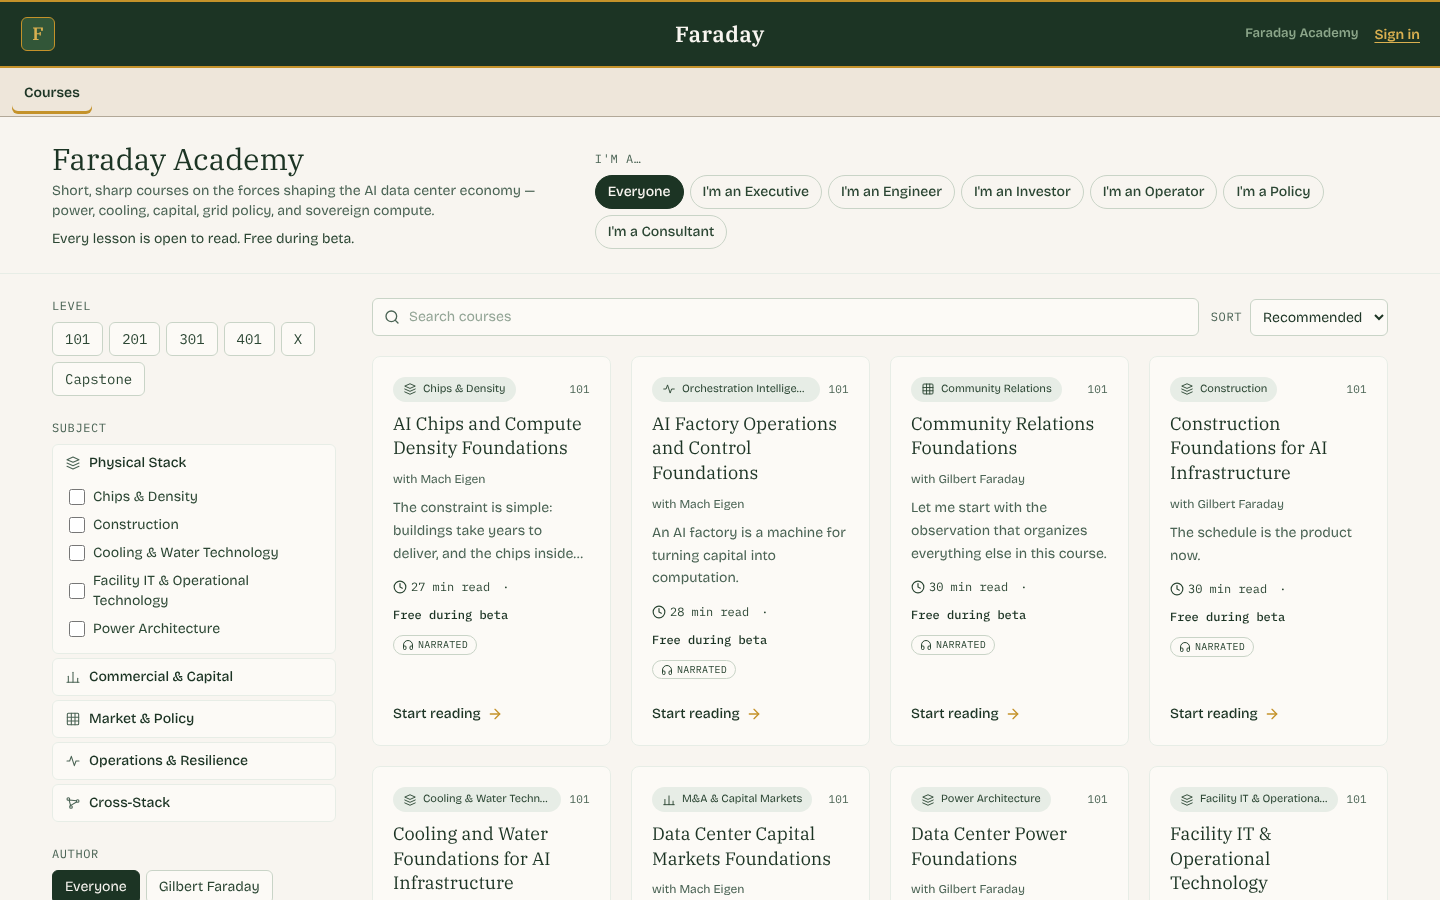 F
Faraday
Faraday Academy
Sign in
Courses
Faraday Academy
Short, sharp courses on the forces shaping the AI data center economy —
power, cooling, capital, grid policy, and sovereign compute.
Every lesson is open to read. Free during beta.
I'M A…
Everyone
I'm an Executive
I'm an Engineer
I'm an Investor
I'm an Operator
I'm a Policy
I'm a Consultant
LEVEL
101
201
301
401
X
Capstone
SUBJECT
Physical Stack
Chips & Density
Construction
Cooling & Water Technology
Facility IT & Operational
Technology
Power Architecture
Commercial & Capital
Market & Policy
Operations & Resilience
Cross-Stack
AUTHOR
Everyone
Gilbert Faraday
Search courses
SORT
Recommended
Chips & Density
101
AI Chips and Compute
Density Foundations
with Mach Eigen
The constraint is simple:
buildings take years to
deliver, and the chips inside…
27 min read ·
Free during beta
NARRATED
Start reading
Orchestration Intellige…
101
AI Factory Operations
and Control
Foundations
with Mach Eigen
An AI factory is a machine for
turning capital into
computation.
28 min read ·
Free during beta
NARRATED
Start reading
Community Relations
101
Community Relations
Foundations
with Gilbert Faraday
Let me start with the
observation that organizes
everything else in this course.
30 min read ·
Free during beta
NARRATED
Start reading
Construction
101
Construction
Foundations for AI
Infrastructure
with Gilbert Faraday
The schedule is the product
now.
30 min read ·
Free during beta
NARRATED
Start reading
Cooling & Water Techn…
101
Cooling and Water
Foundations for AI
Infrastructure
M&A & Capital Markets
101
Data Center Capital
Markets Foundations
with Mach Eigen
Power Architecture
101
Data Center Power
Foundations
with Gilbert Faraday
Facility IT & Operationa…
101
Facility IT &
Operational
Technology